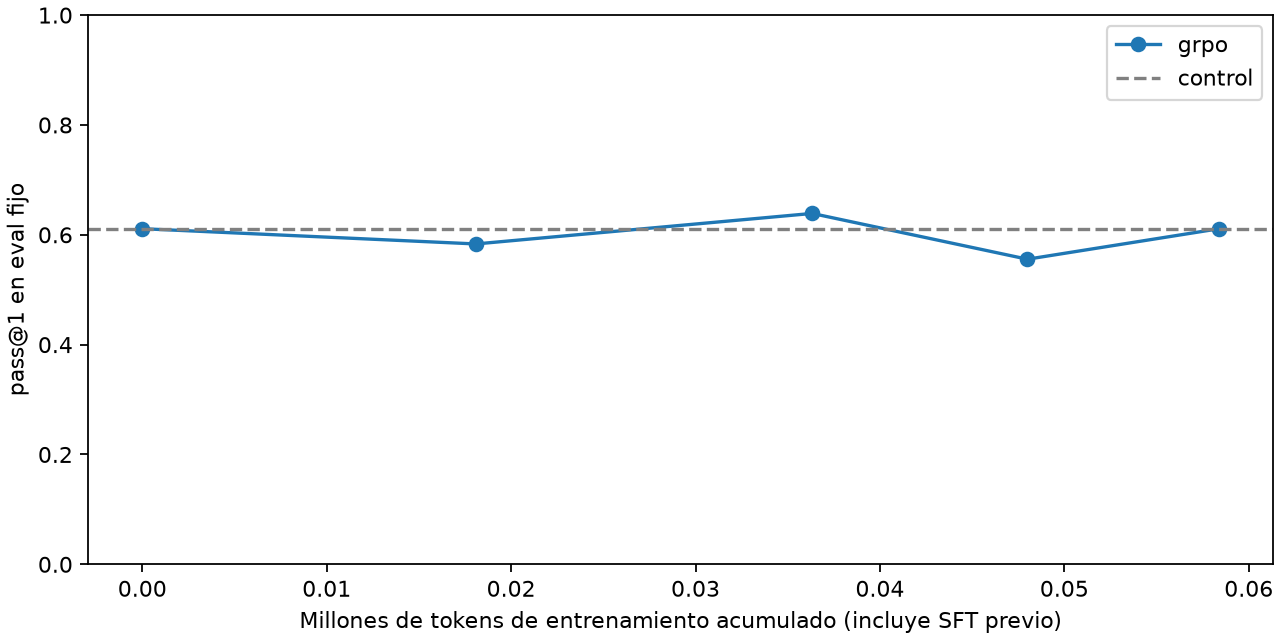 1.0
0.8
0.6
0.4
0.2
0.0
pass@1 en eval fijo
grpo
control
0.00 0.01 0.02 0.03 0.04 0.05 0.06
Millones de tokens de entrenamiento acumulado (incluye SFT previo)